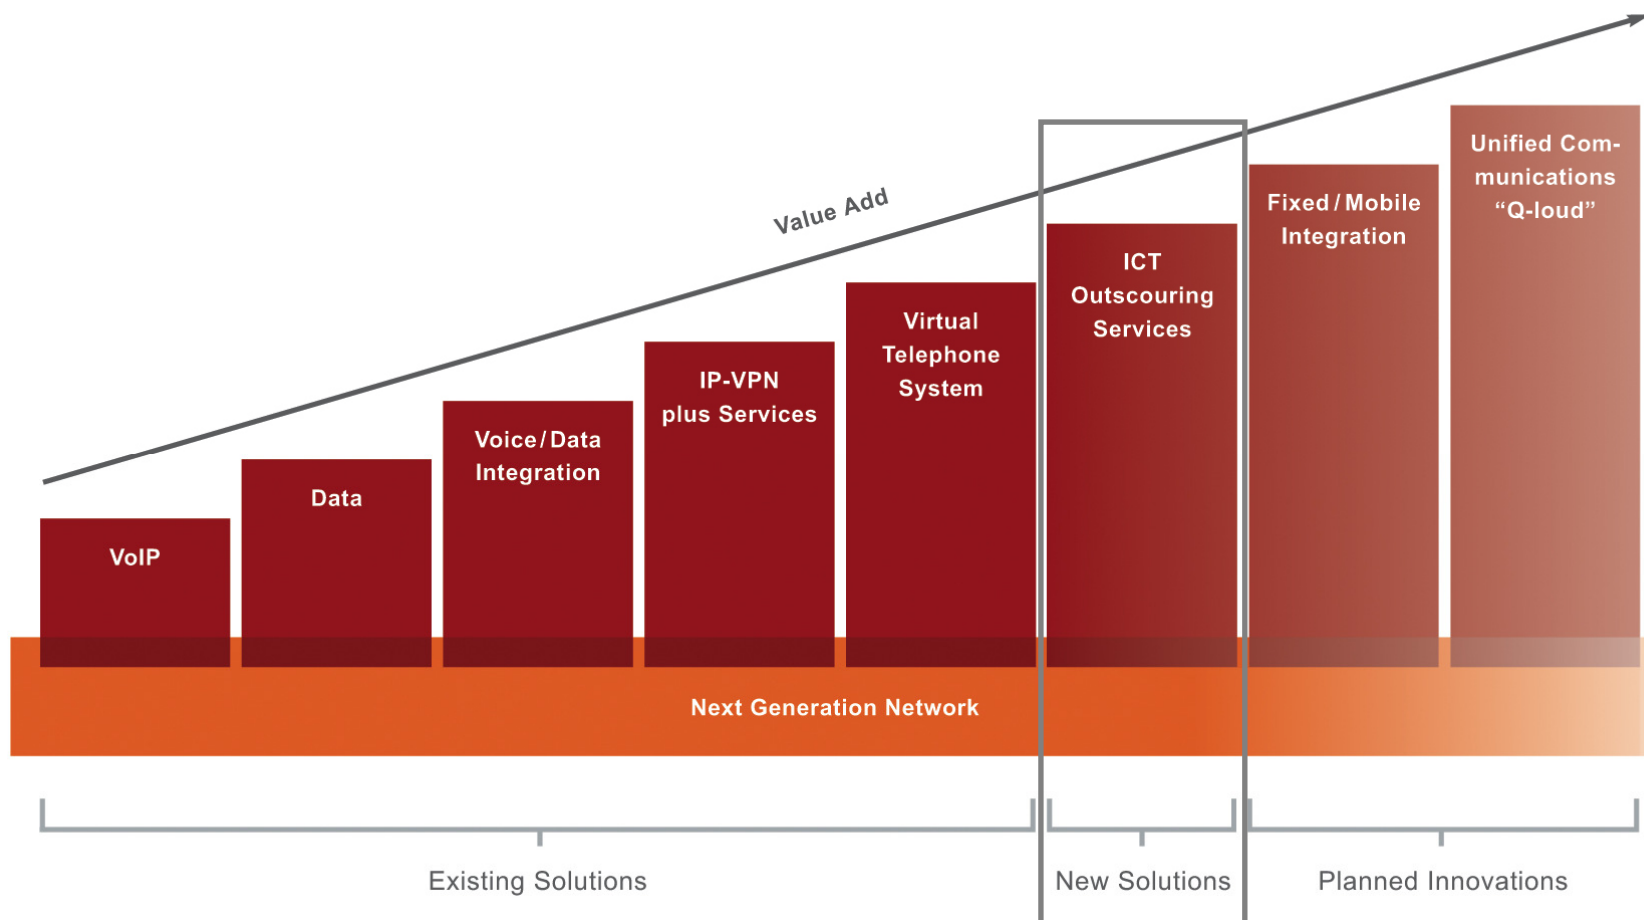 Value Add
VoIP
Data
Voice/Data
Integration
IP-VPN
plus Services
Virtual
Telephone
System
ICT
Outscouring
Services
Fixed/Mobile
Integration
Unified Com-
munications
“Q-loud”
Next Generation Network
Existing Solutions
New Solutions
Planned Innovations